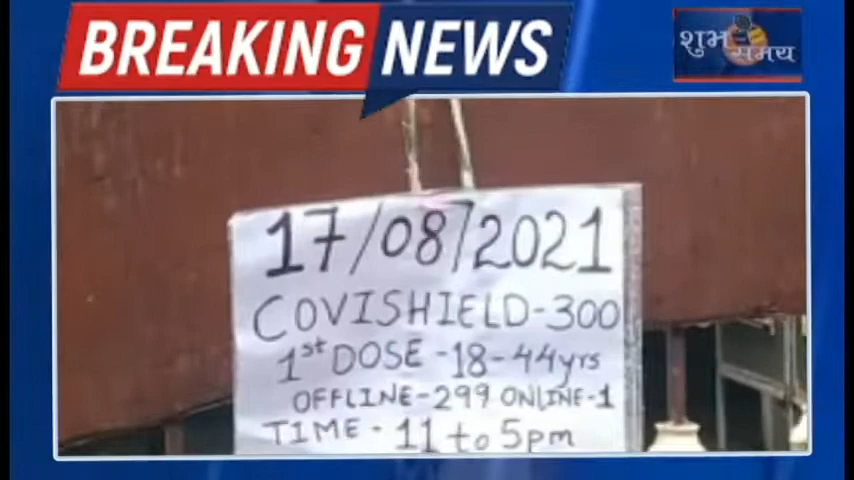 BREAKING NEWS
शुभ समय
17/08/2021
COVISHIELD-300
1st DOSE - 18-44yrs
OFFLINE-299 ONLINE-1
TIME - 11 to 5pm